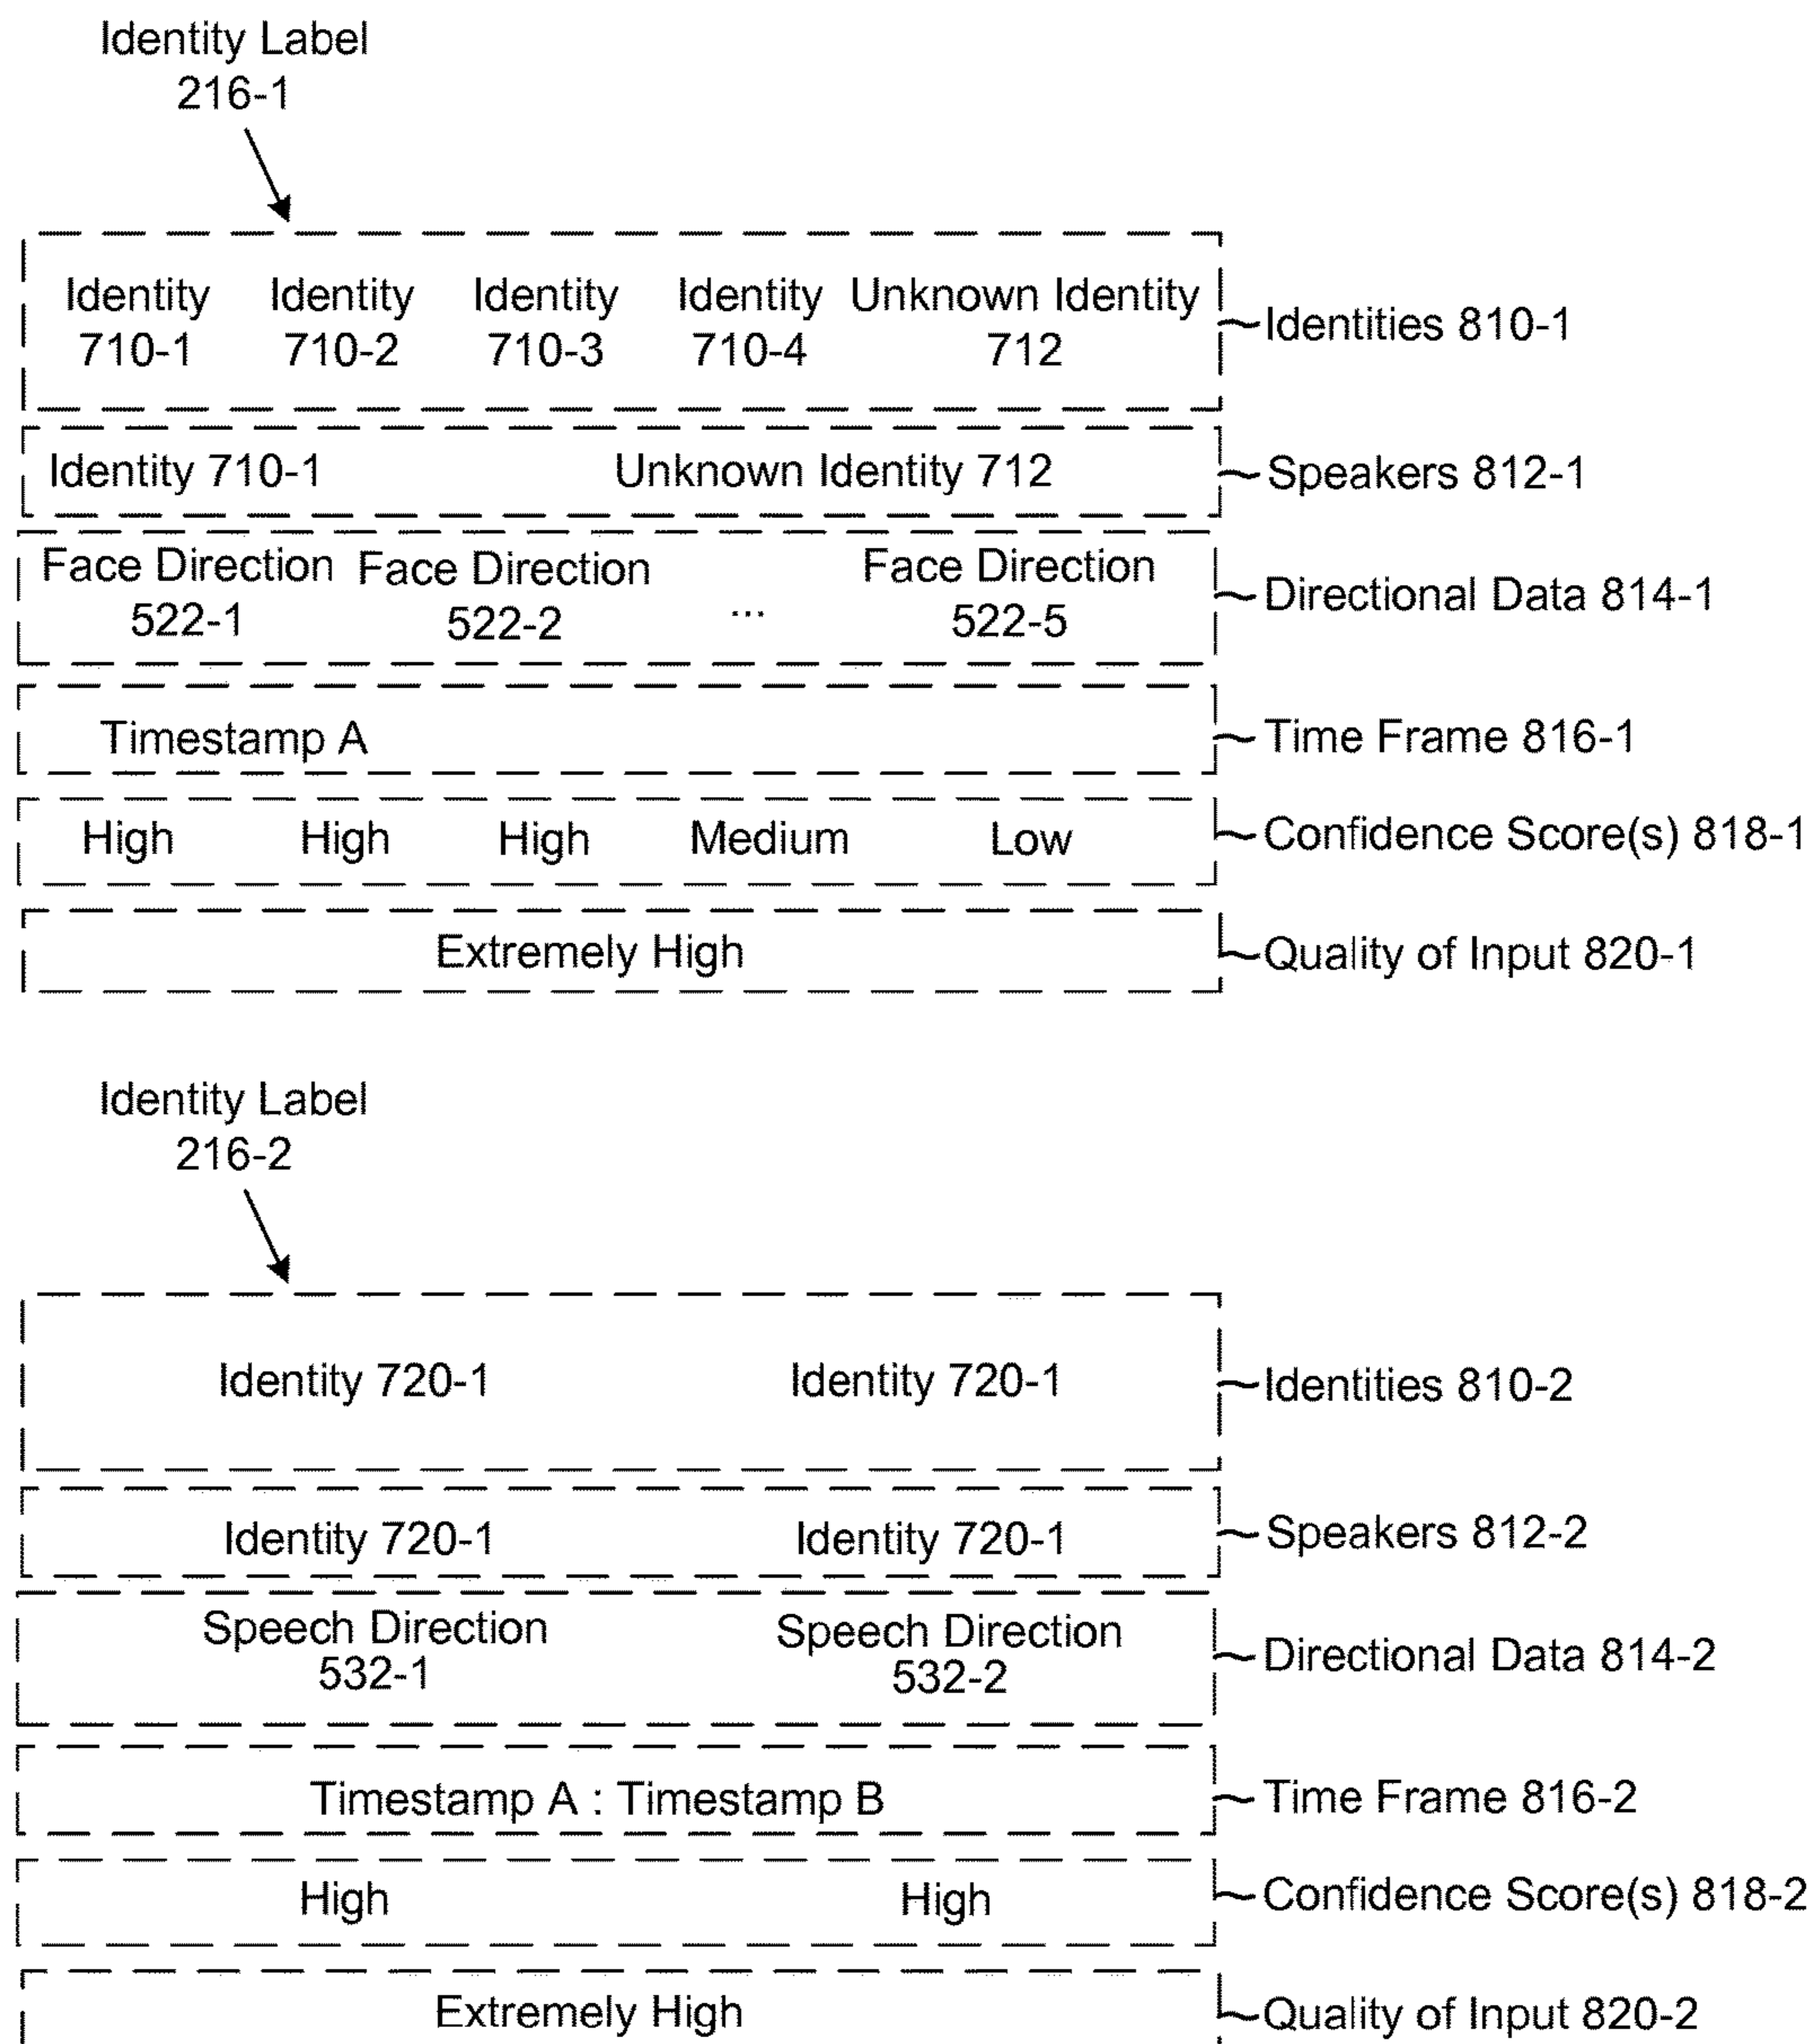 Identity Label
216-1
Identity Identity Identity Identity Unknown Identity
710-1 710-2 710-3 710-4 712
Identities 810-1
Identity 710-1 Unknown Identity 712
Speakers 812-1
Face Direction Face Direction Face Direction
522-1 522-2 ... 522-5
Directional Data 814-1
Timestamp A
Time Frame 816-1
High High High Medium Low
Confidence Score(s) 818-1
Extremely High
Quality of Input 820-1
Identity Label
216-2
Identity 720-1 Identity 720-1
Identities 810-2
Identity 720-1 Identity 720-1
Speakers 812-2
Speech Direction Speech Direction
532-1 532-2
Directional Data 814-2
Timestamp A : Timestamp B
Time Frame 816-2
High High
Confidence Score(s) 818-2
Extremely High
Quality of Input 820-2